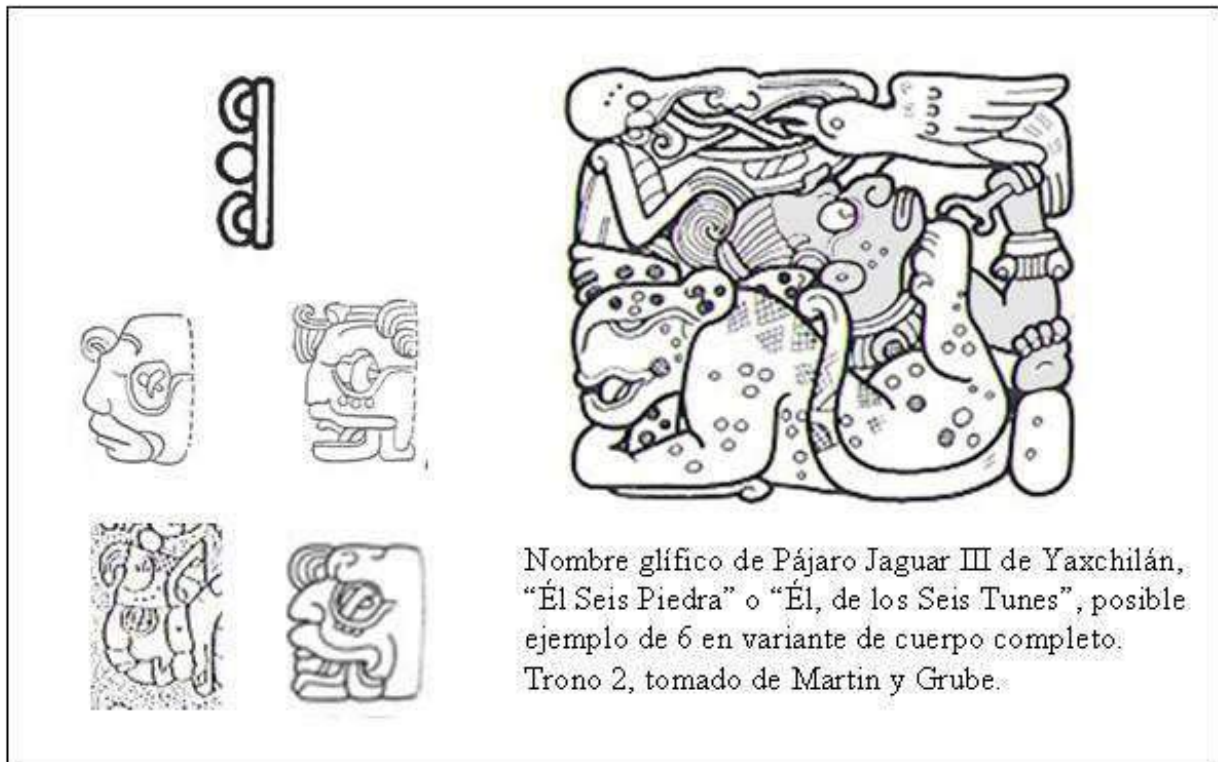 Nombre glífico de Pájaro Jaguar III de Yaxchilán,
“Él Seis Piedra” o “Él, de los Seis Tunes”, posible
ejemplo de 6 en variante de cuerpo completo.
Trono 2, tomado de Martin y Grube.